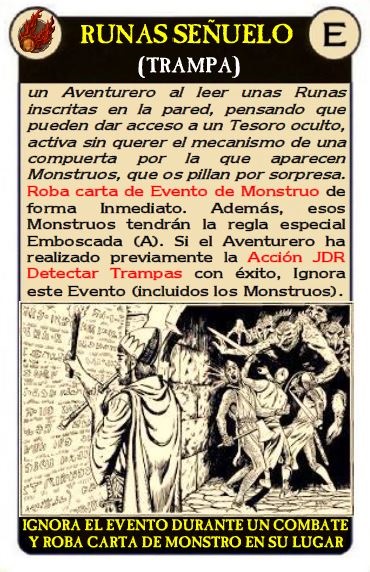 RUNAS SEÑUELO
E
(TRAMPA)
un Aventurero al leer unas Runas
inscritas en la pared, pensando que
pueden dar acceso a un Tesoro oculto,
activa sin querer el mecanismo de una
compuerta por la que aparecen
Monstruos, que os pillan por sorpresa.
Roba carta de Evento de Monstruo de
forma Inmediato. Además, esos
Monstruos tendrán la regla especial
Emboscada (A). Si el Aventurero ha
realizado previamente la Acción JDR
Detectar Trampas con éxito, Ignora
este Evento (incluidos los Monstruos).
IGNORA EL EVENTO DURANTE UN COMBATE
Y ROBA CARTA DE MONSTRO EN SU LUGAR